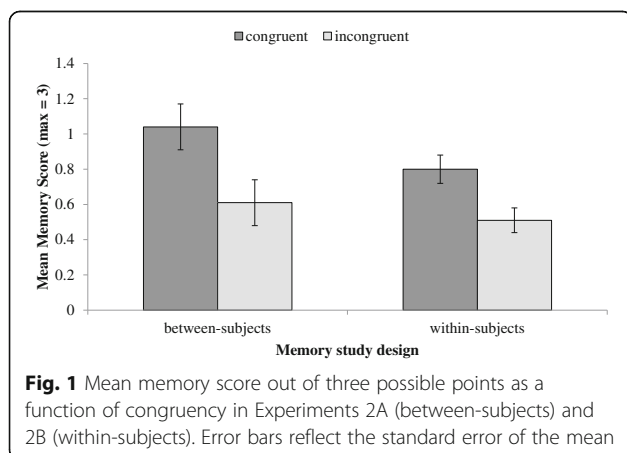 congruent incongruent
1.4
1.2
1
0.8
0.6
0.4
0.2
0
Mean Memory Score (max = 3)
between-subjects within-subjects
Memory study design
Fig. 1 Mean memory score out of three possible points as a
function of congruency in Experiments 2A (between-subjects) and
2B (within-subjects). Error bars reflect the standard error of the mean